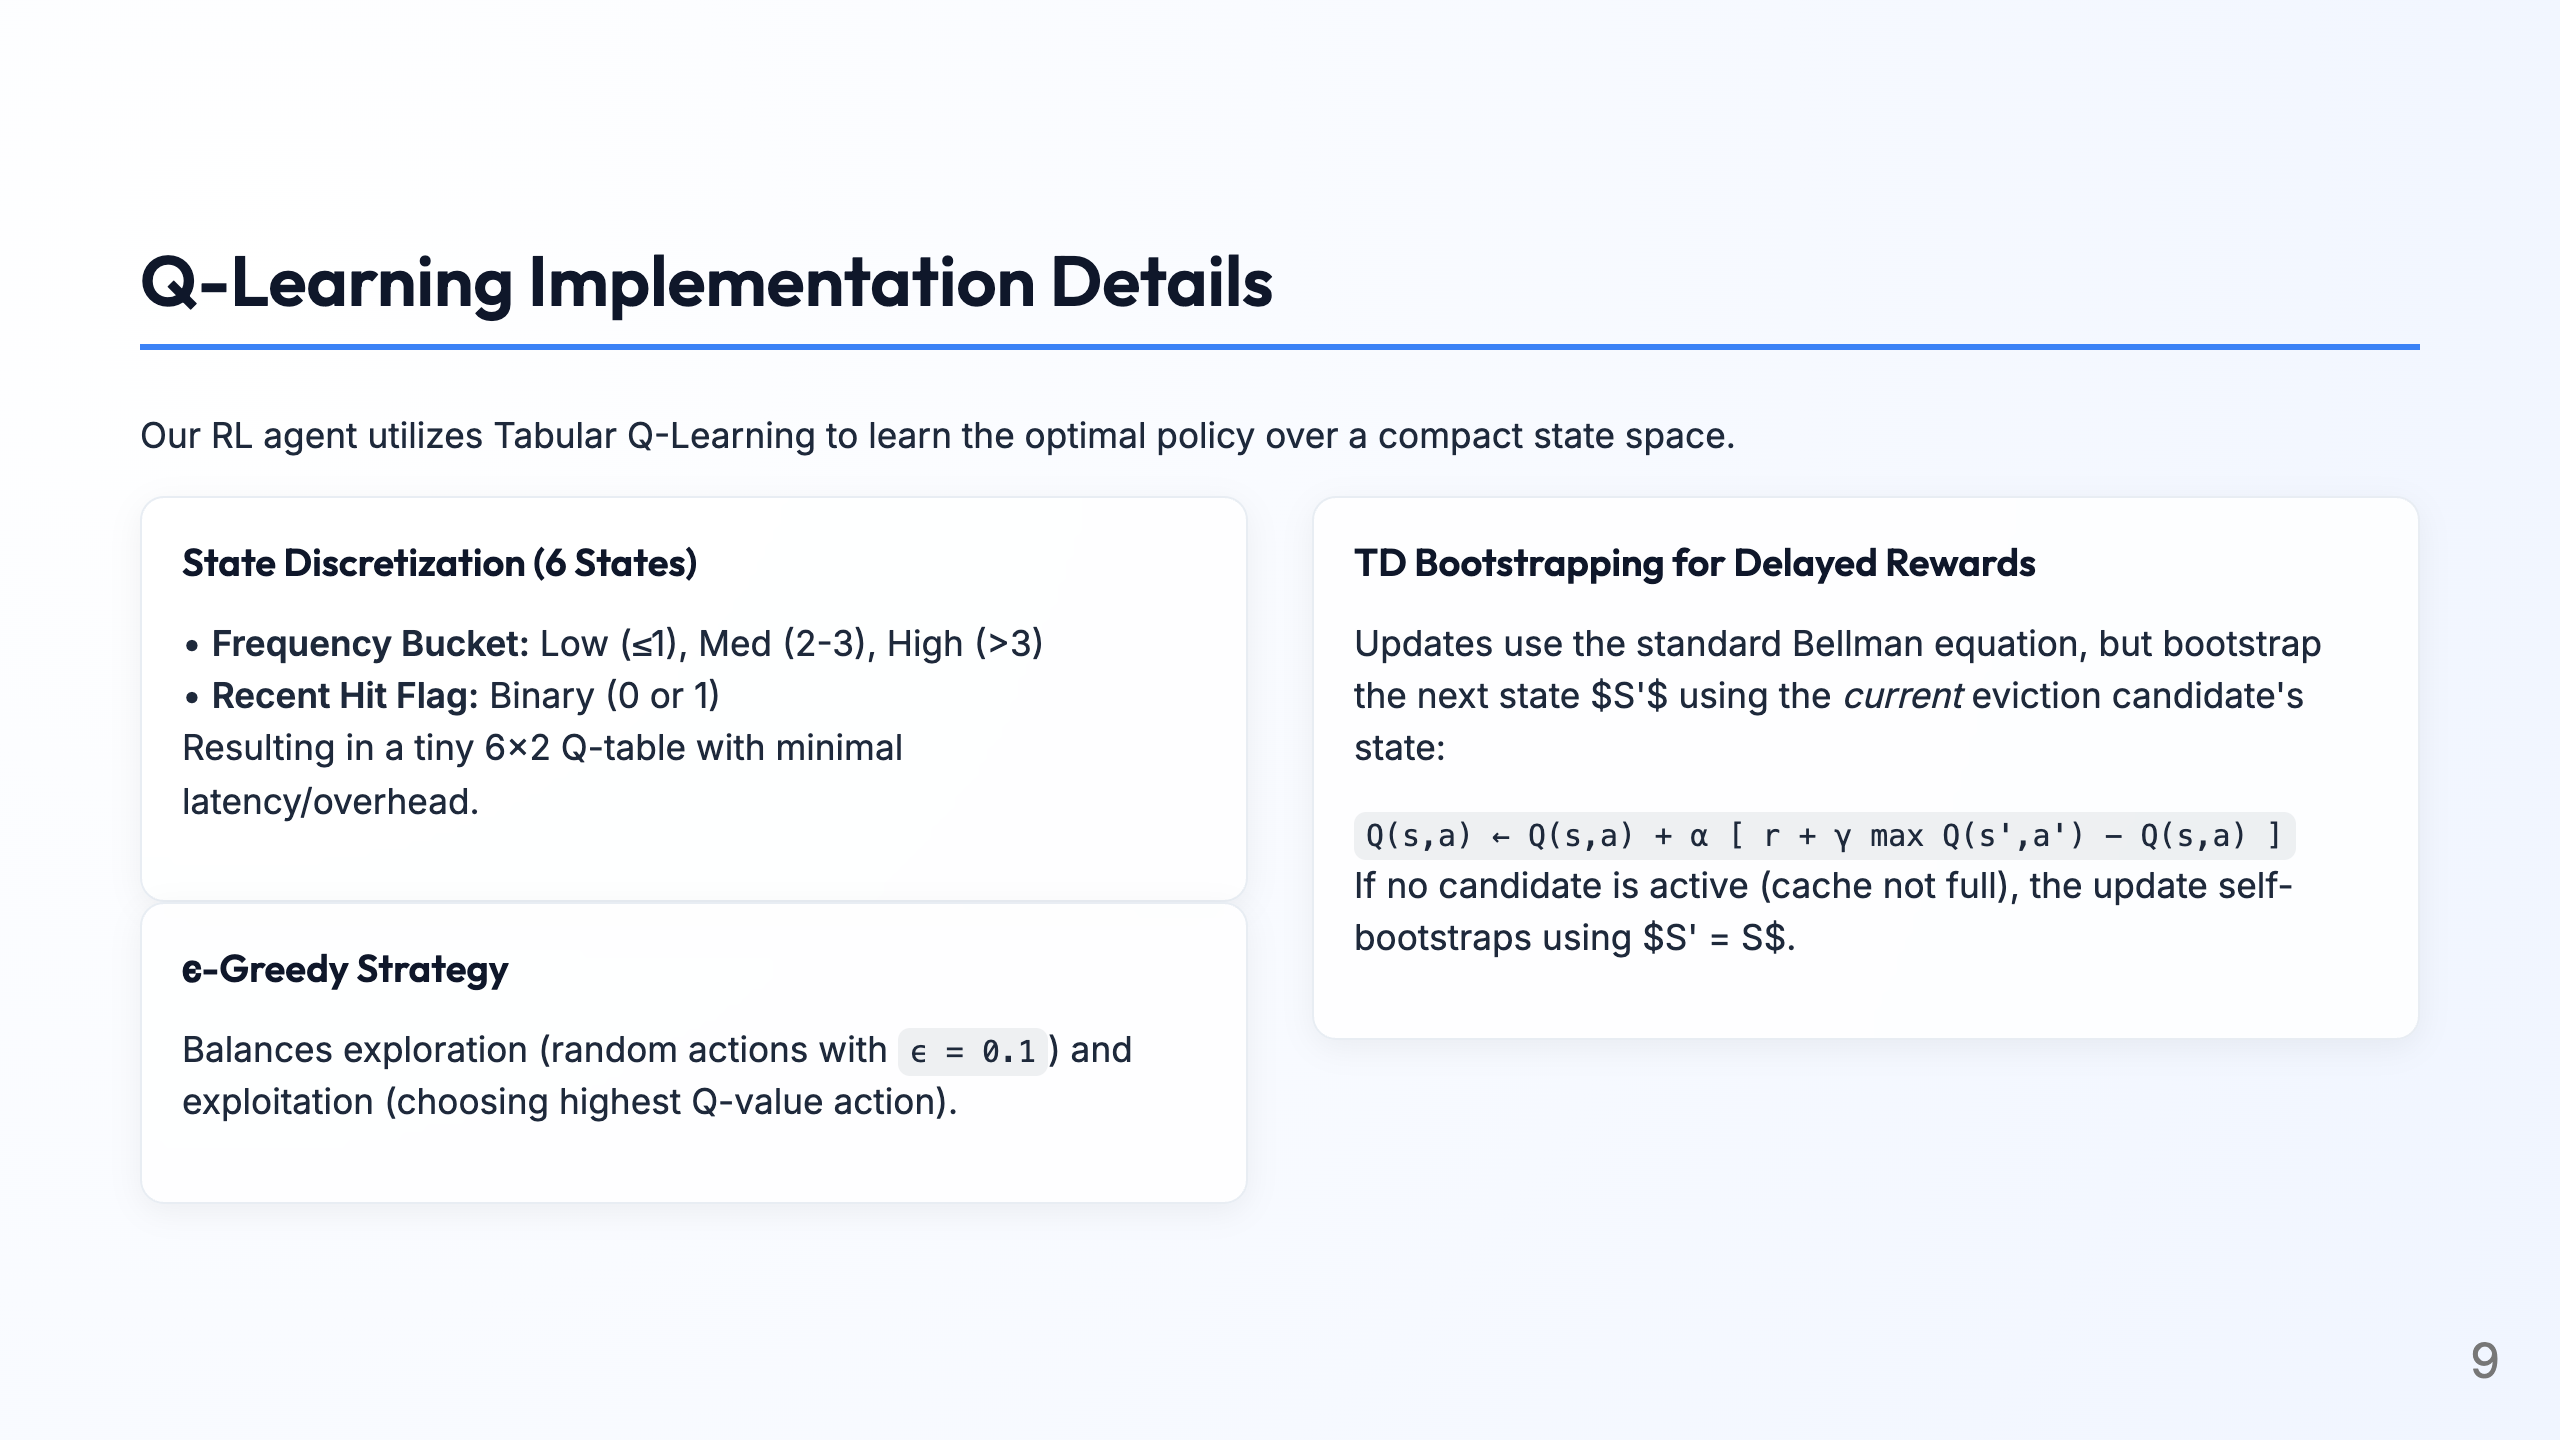 Q-Learning Implementation Details
Our RL agent utilizes Tabular Q-Learning to learn the optimal policy over a compact state space.
State Discretization (6 States)
• Frequency Bucket: Low (≤1), Med (2-3), High (>3)
• Recent Hit Flag: Binary (0 or 1)
Resulting in a tiny 6×2 Q-table with minimal
latency/overhead.
ϵ-Greedy Strategy
Balances exploration (random actions with ϵ = 0.1) and
exploitation (choosing highest Q-value action).
TD Bootstrapping for Delayed Rewards
Updates use the standard Bellman equation, but bootstrap
the next state $S'$ using the current eviction candidate's
state:
Q(s,a) ← Q(s,a) + α [ r + γ max Q(s',a') − Q(s,a) ]
If no candidate is active (cache not full), the update self-
bootstraps using $S' = S$.
9